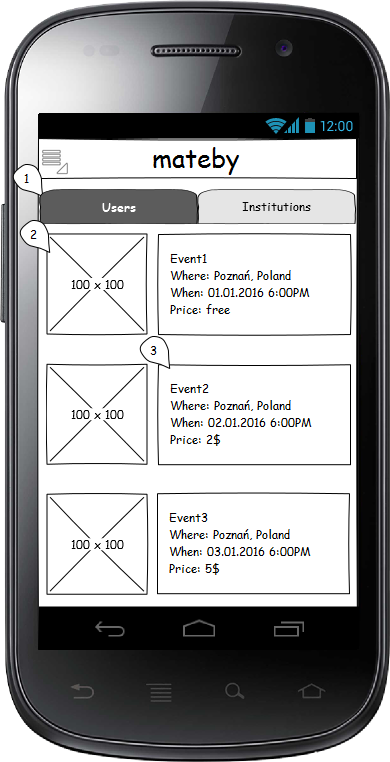 12:00
mateby
1
Users
Institutions
2
100 x 100
Event1
Where: Poznań, Poland
When: 01.01.2016 6:00PM
Price: free
3
100 x 100
Event2
Where: Poznań, Poland
When: 02.01.2016 6:00PM
Price: 2$
100 x 100
Event3
Where: Poznań, Poland
When: 03.01.2016 6:00PM
Price: 5$